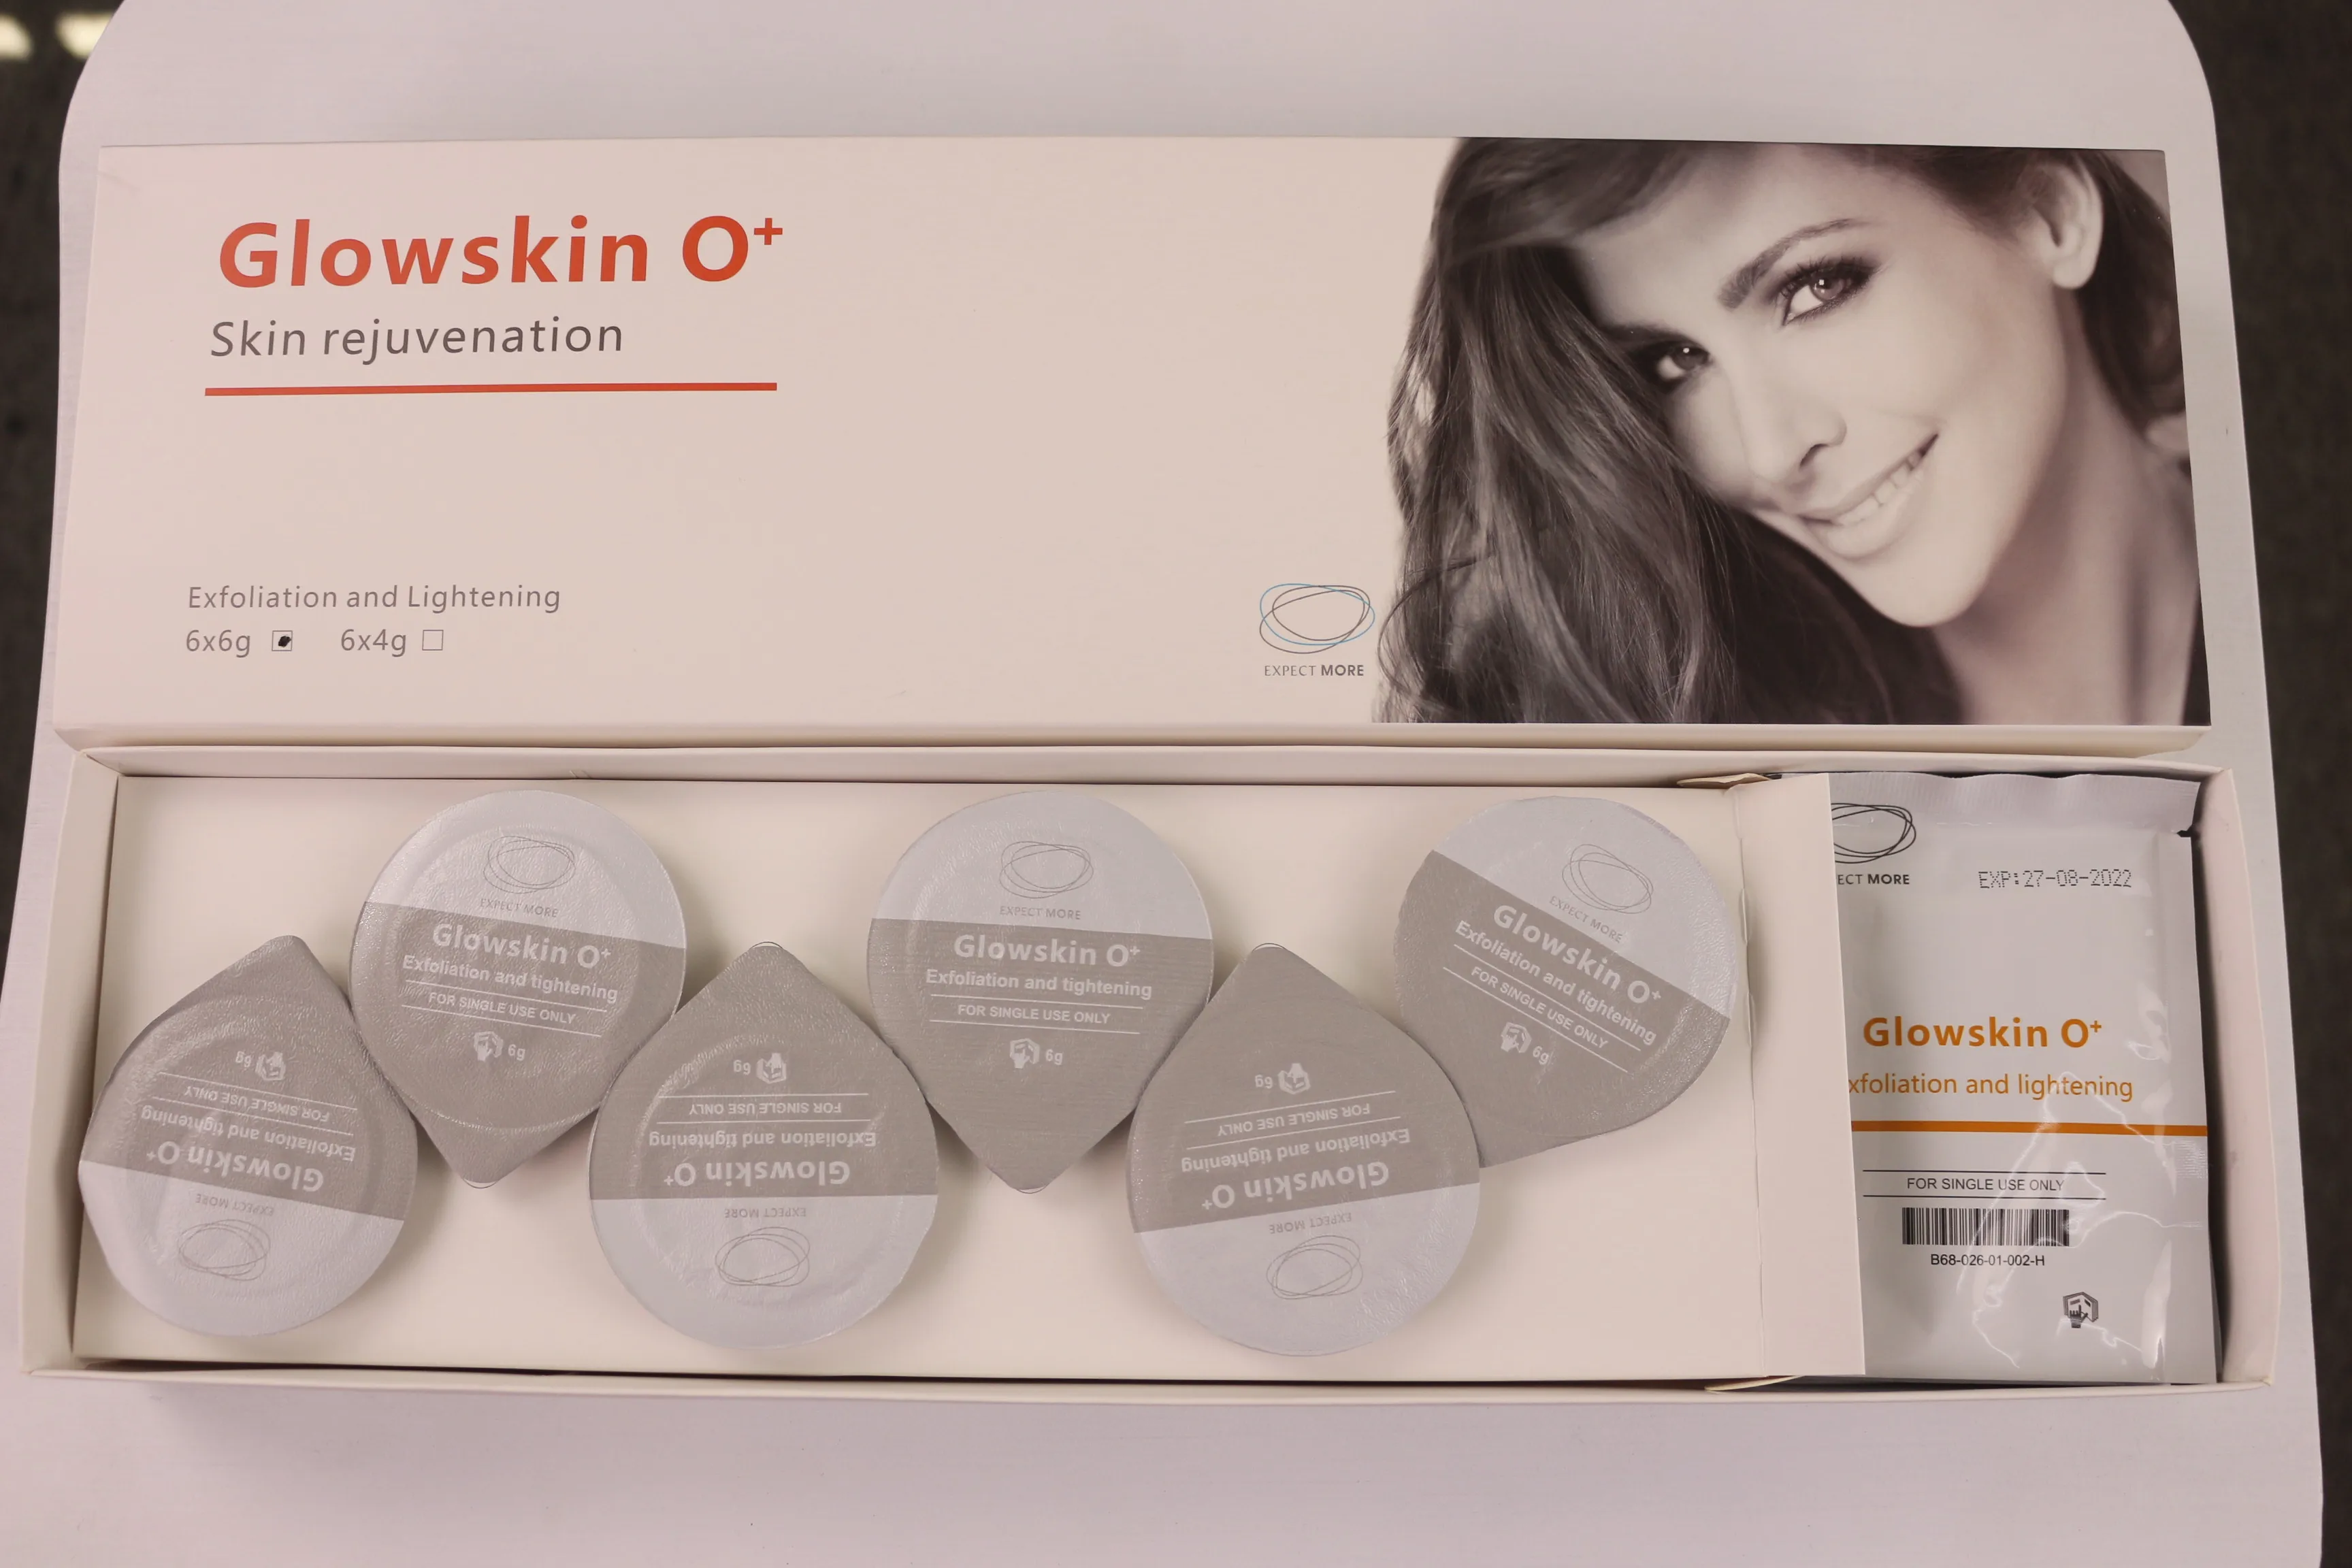 Glowskin O+
Skin rejuvenation
Exfoliation and Lightening
6x6g 6x4g
EXPECT MORE
EXPECT MORE
Glowskin O+
Exfoliation and tightening
FOR SINGLE USE ONLY
6g
EXPECT MORE
Glowskin O+
Exfoliation and tightening
FOR SINGLE USE ONLY
6g
EXPECT MORE
Glowskin O+
Exfoliation and tightening
FOR SINGLE USE ONLY
6g
EXPECT MORE
Glowskin O+
Exfoliation and tightening
FOR SINGLE USE ONLY
6g
EXPECT MORE
Glowskin O+
Exfoliation and tightening
FOR SINGLE USE ONLY
6g
EXPECT MORE
Glowskin O+
Exfoliation and tightening
FOR SINGLE USE ONLY
6g
ECT MORE
EXP:27-08-2022
Glowskin O+
xfoliation and lightening
FOR SINGLE USE ONLY
B68-026-01-002-H